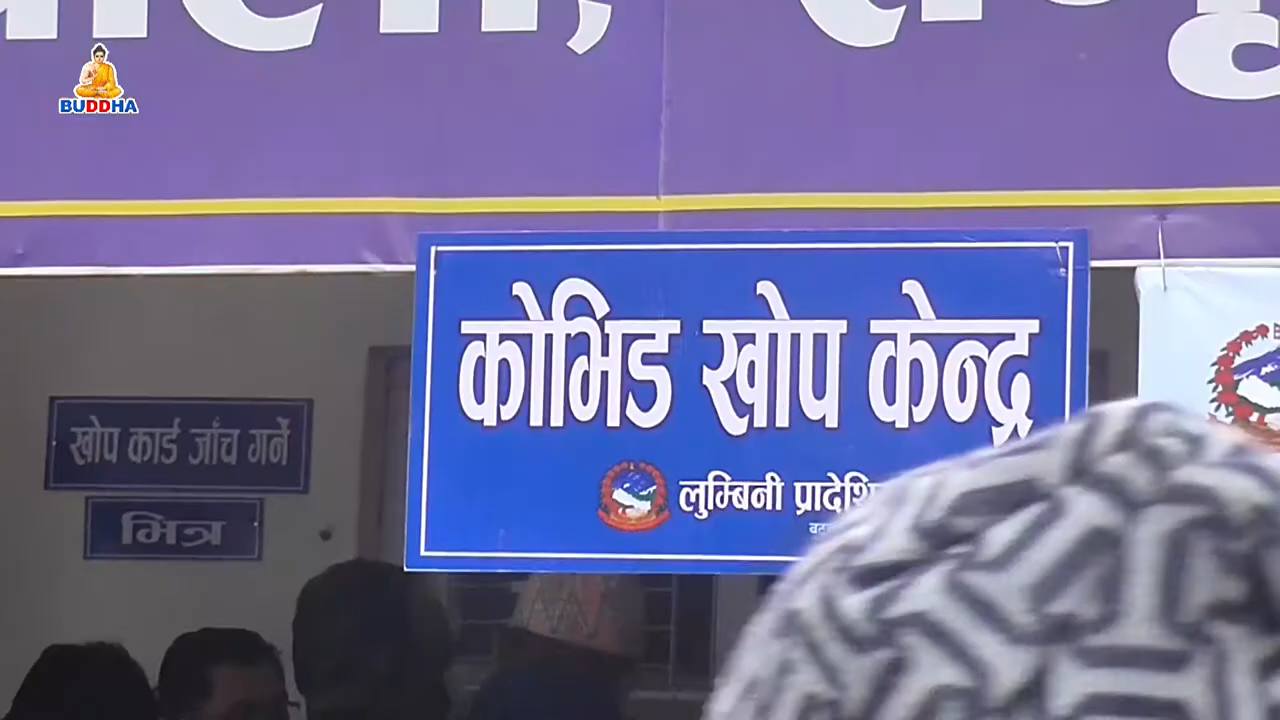 BUDDHA
कोभिड खोप केन्द्र
लुम्बिनी
खोप कार्ड जाँच गर्ने
भित्र